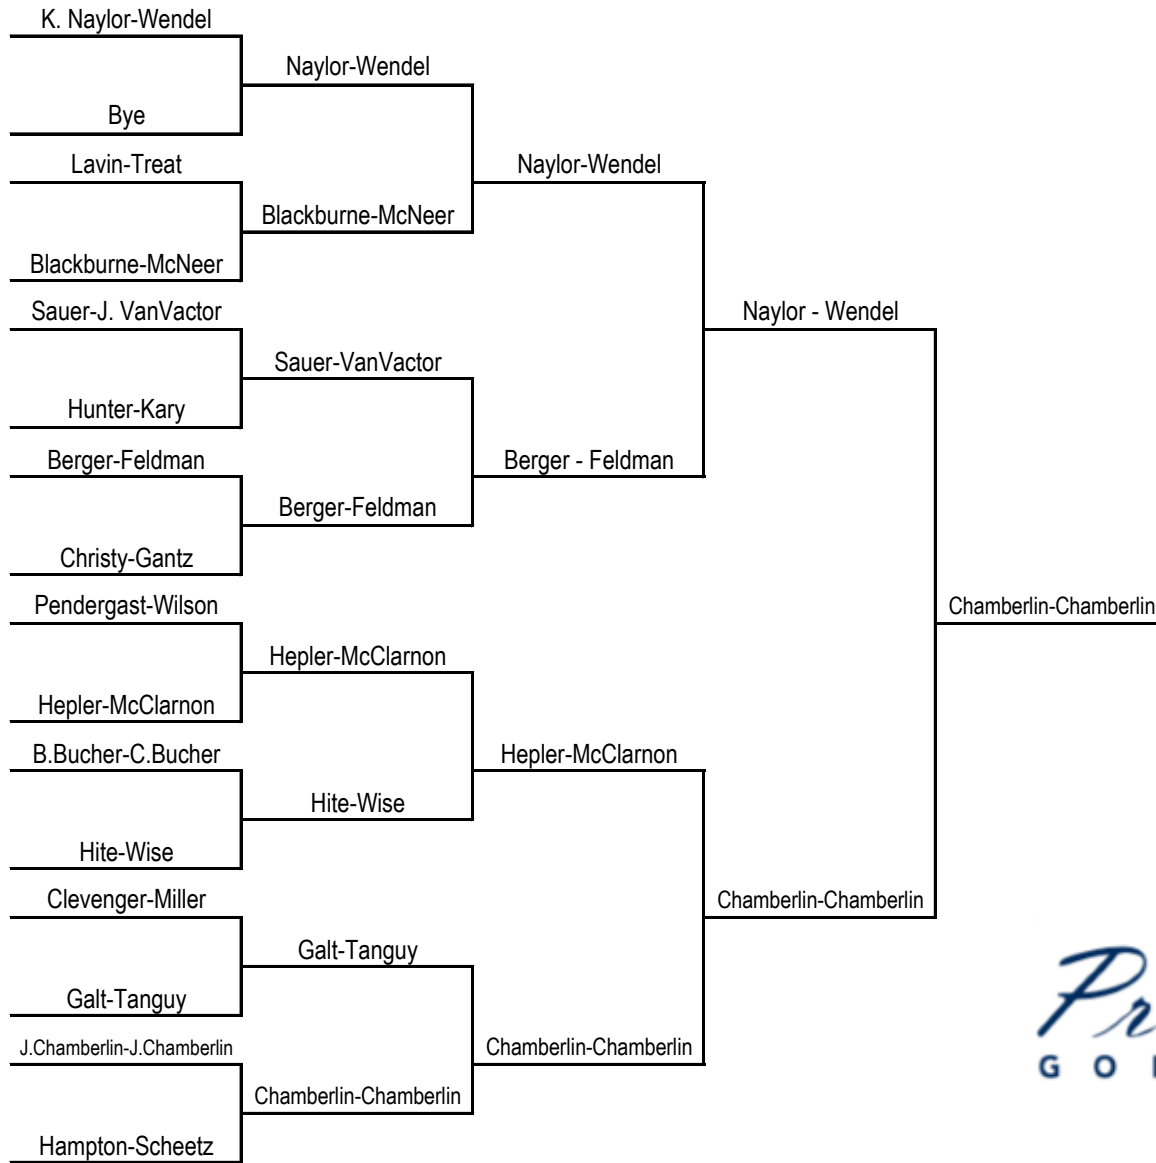 K. Naylor-Wendel
Naylor-Wendel
Bye
Lavin-Treat
Naylor-Wendel
Blackburne-McNeer
Blackburne-McNeer
Sauer-J. VanVactor
Naylor - Wendel
Sauer-VanVactor
Hunter-Kary
Berger-Feldman
Berger - Feldman
Berger-Feldman
Christy-Gantz
Pendergast-Wilson
Chamberlin-Chamberlin
Hepler-McClarnon
Hepler-McClarnon
B.Bucher-C.Bucher
Hepler-McClarnon
Hite-Wise
Hite-Wise
Clevenger-Miller
Chamberlin-Chamberlin
Galt-Tanguy
Galt-Tanguy
J.Chamberlin-J.Chamberlin
Chamberlin-Chamberlin
Chamberlin-Chamberlin
Hampton-Scheetz
Pr
G O